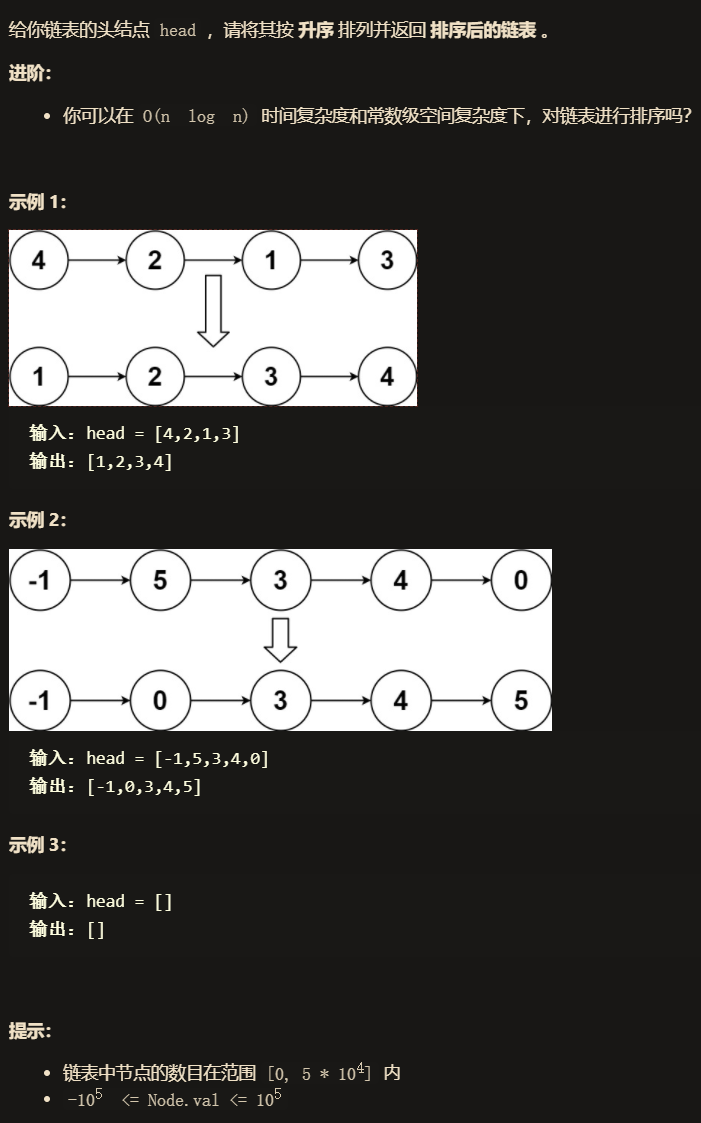 给你链表的头结点 head ，请将其按 升序 排列并返回 排序后的链表 。
进阶：
• 你可以在 O(n log n) 时间复杂度和常数级空间复杂度下，对链表进行排序吗？
示例 1：
4 2 1 3
1 2 3 4
输入：head = [4,2,1,3]
输出：[1,2,3,4]
示例 2：
-1 5 3 4 0
-1 0 3 4 5
输入：head = [-1,5,3,4,0]
输出：[-1,0,3,4,5]
示例 3：
输入：head = []
输出：[]
提示：
• 链表中节点的数目在范围 [0, 5 * 10⁴] 内
• -10⁵ <= Node.val <= 10⁵